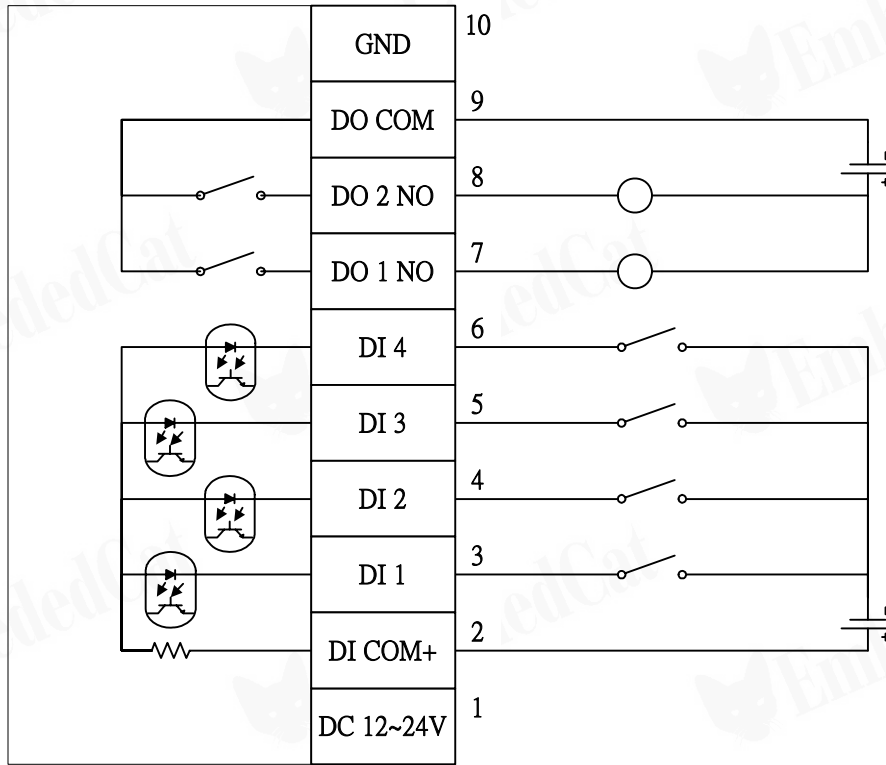 GND 10
DO COM 9
DO 2 NO 8
DO 1 NO 7
DI 4 6
DI 3 5
DI 2 4
DI 1 3
DI COM+ 2
DC 12~24V 1
EmbededCat